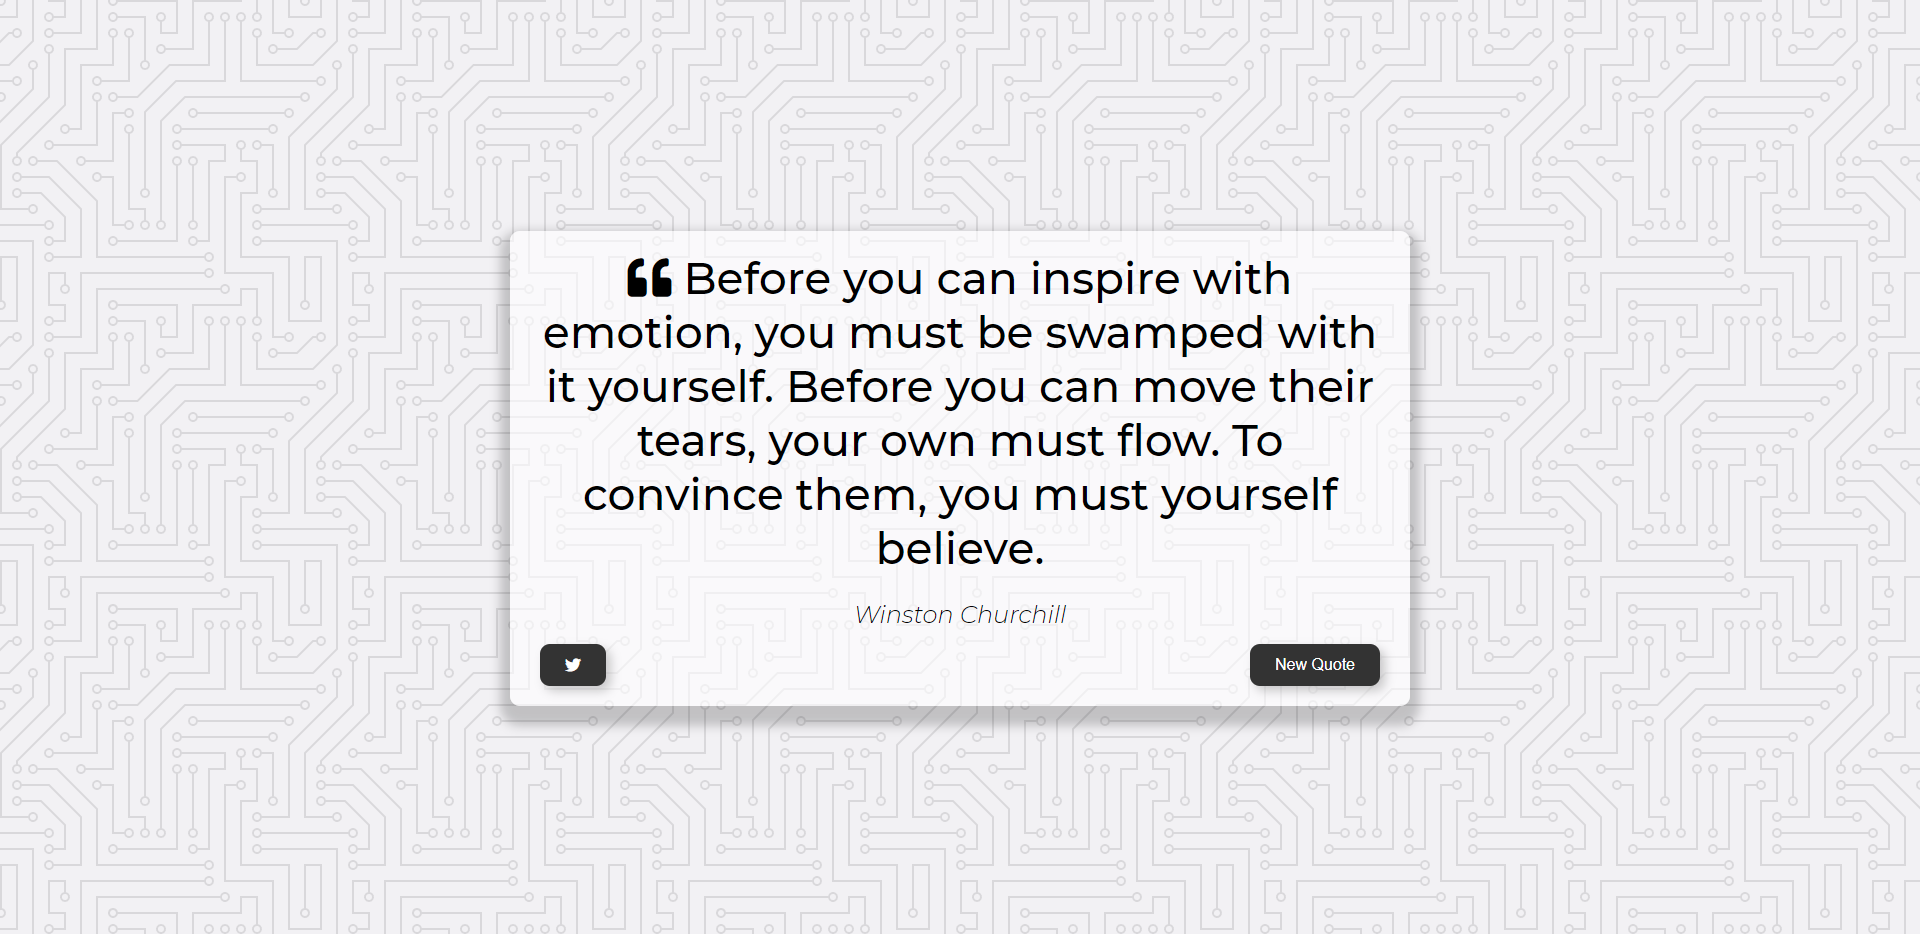 Before you can inspire with
emotion, you must be swamped with
it yourself. Before you can move their
tears, your own must flow. To
convince them, you must yourself
believe.
Winston Churchill
New Quote